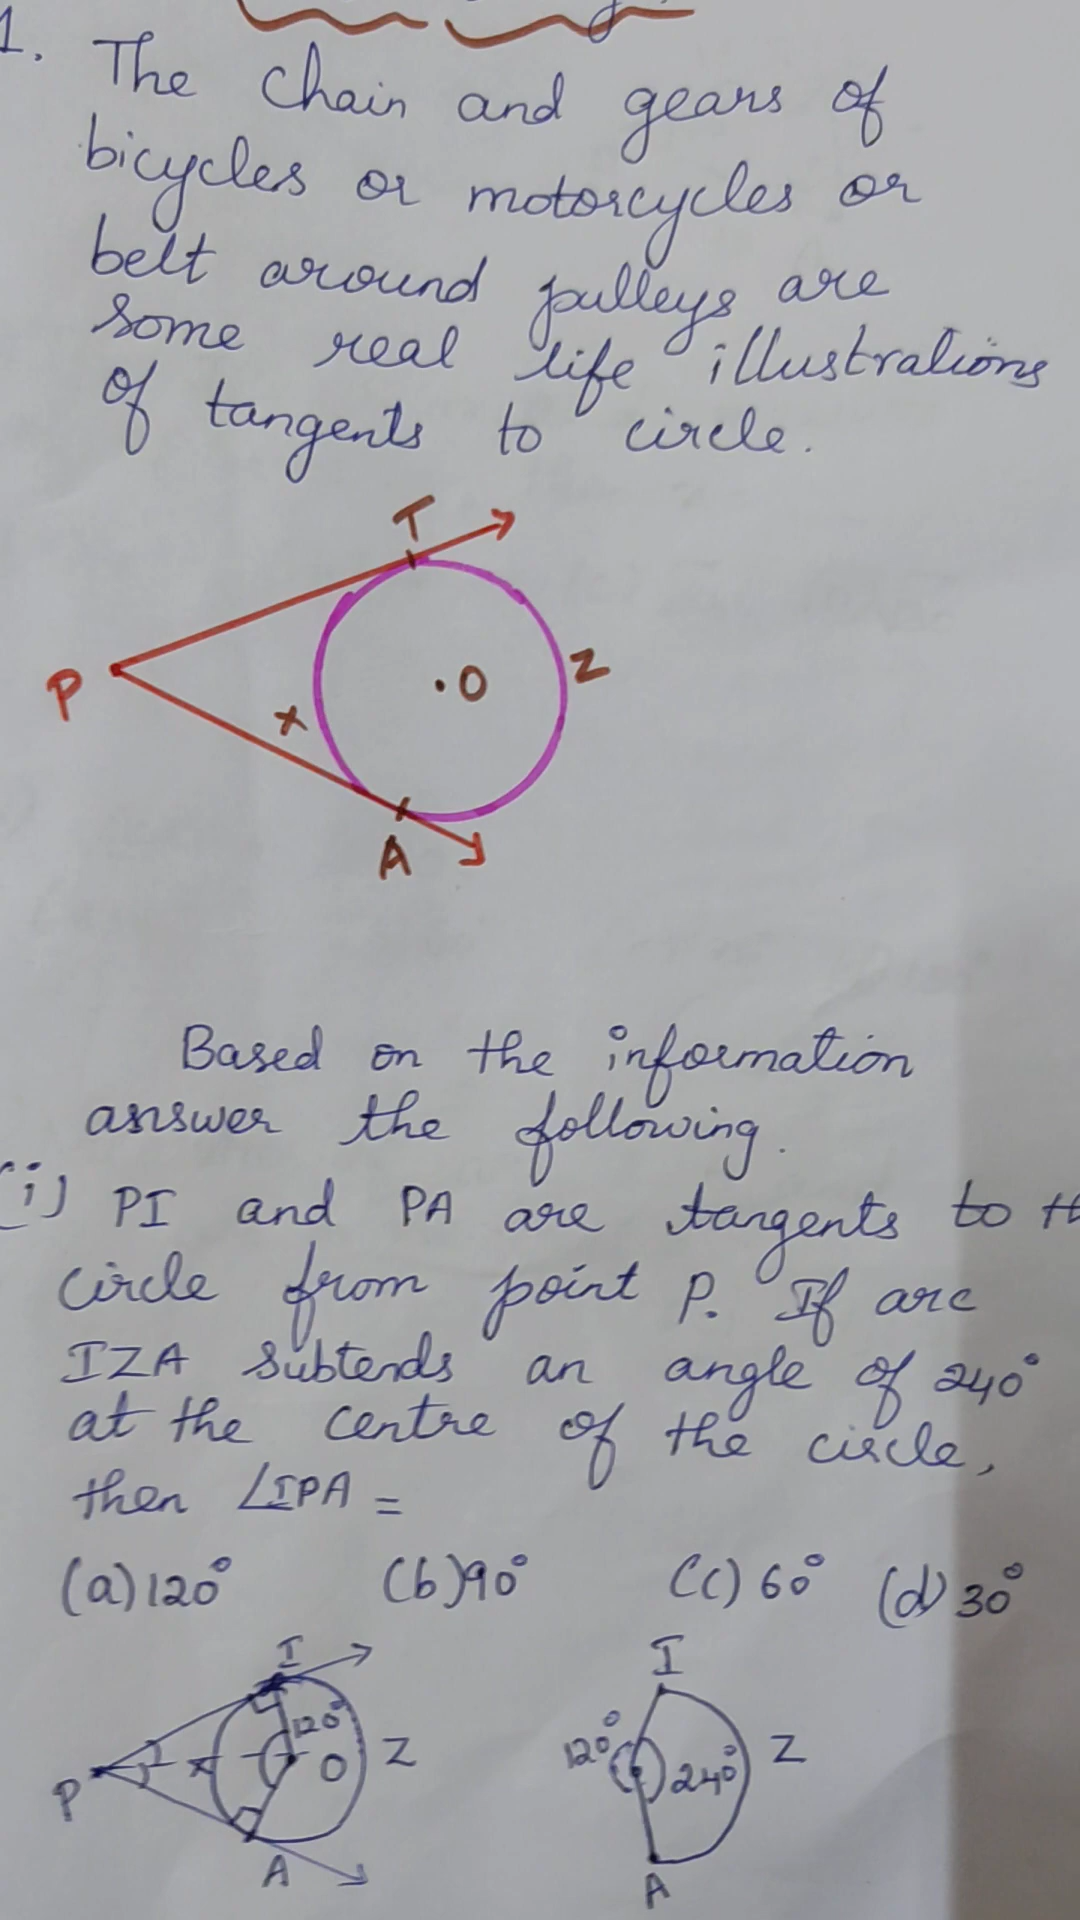 1. The chain and gears of
bicycles or motorcycles or
belt around pulleys are
some real life illustrations
of tangents to circle.
T
P
X
.O
Z
A
Based on the information
answer the following.
(i) PI and PA are tangents to th
circle from point P. If arc
IZA subtends an angle of 240°
at the centre of the circle,
then ∠IPA =
(a) 120° (b) 90° (c) 60° (d) 30°
I
120°
P
X
O
Z
A
I
120°
240°
Z
A